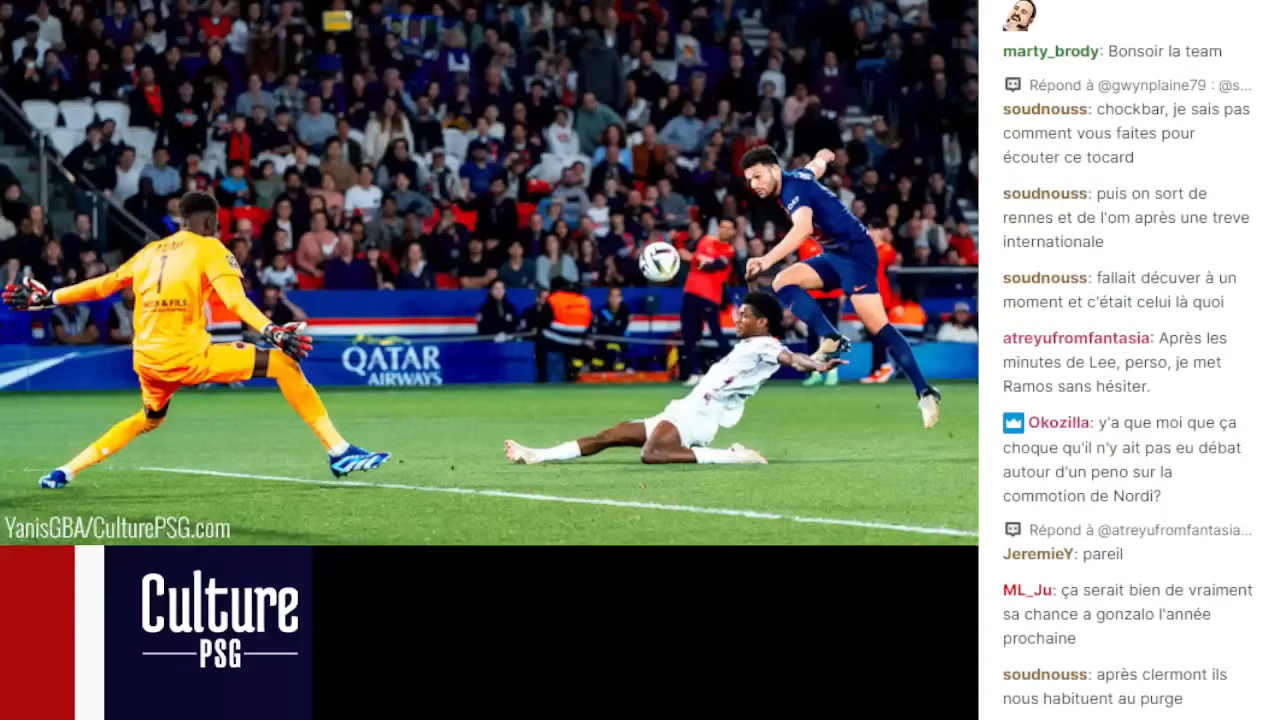 1
QATAR
AIRWAYS
YanisGBA/CulturePSG.com
Culture
PSG
marty_brody: Bonsoir la team
Répond à @gwynplaine79 : @s...
soudnouss: chockbar, je sais pas
comment vous faites pour
écouter ce tocard
soudnouss: puis on sort de
rennes et de l'om après une treve
internationale
soudnouss: fallait décuver à un
moment et c'était celui là quoi
atreyufromfantasia: Après les
minutes de Lee, perso, je met
Ramos sans hésiter.
Okozilla: y'a que moi que ça
choque qu'il n'y ait pas eu débat
autour d'un peno sur la
commotion de Nordi?
Répond à @atreyufromfantasia...
JeremieY: pareil
ML_Ju: ça serait bien de vraiment
sa chance a gonzalo l'année
prochaine
soudnouss: après clermont ils
nous habituent au purge